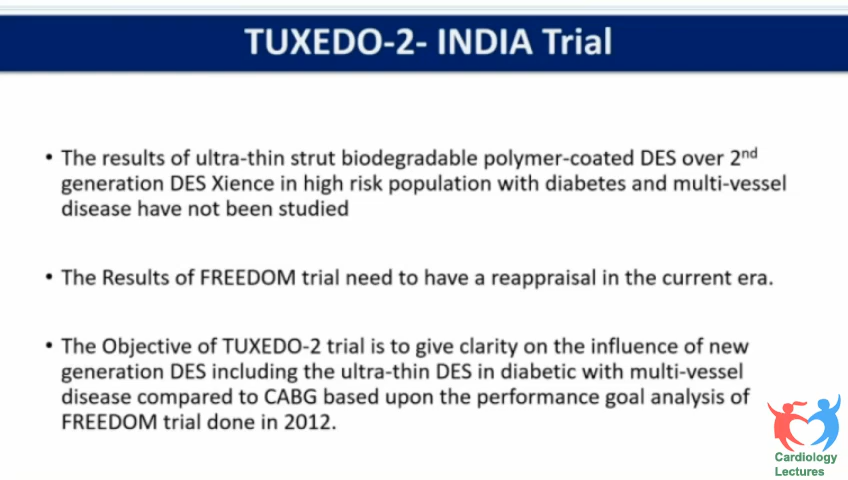 TUXEDO-2- INDIA Trial
• The results of ultra-thin strut biodegradable polymer-coated DES over 2nd
generation DES Xience in high risk population with diabetes and multi-vessel
disease have not been studied
• The Results of FREEDOM trial need to have a reappraisal in the current era.
• The Objective of TUXEDO-2 trial is to give clarity on the influence of new
generation DES including the ultra-thin DES in diabetic with multi-vessel
disease compared to CABG based upon the performance goal analysis of
FREEDOM trial done in 2012.
Cardiology
Lectures